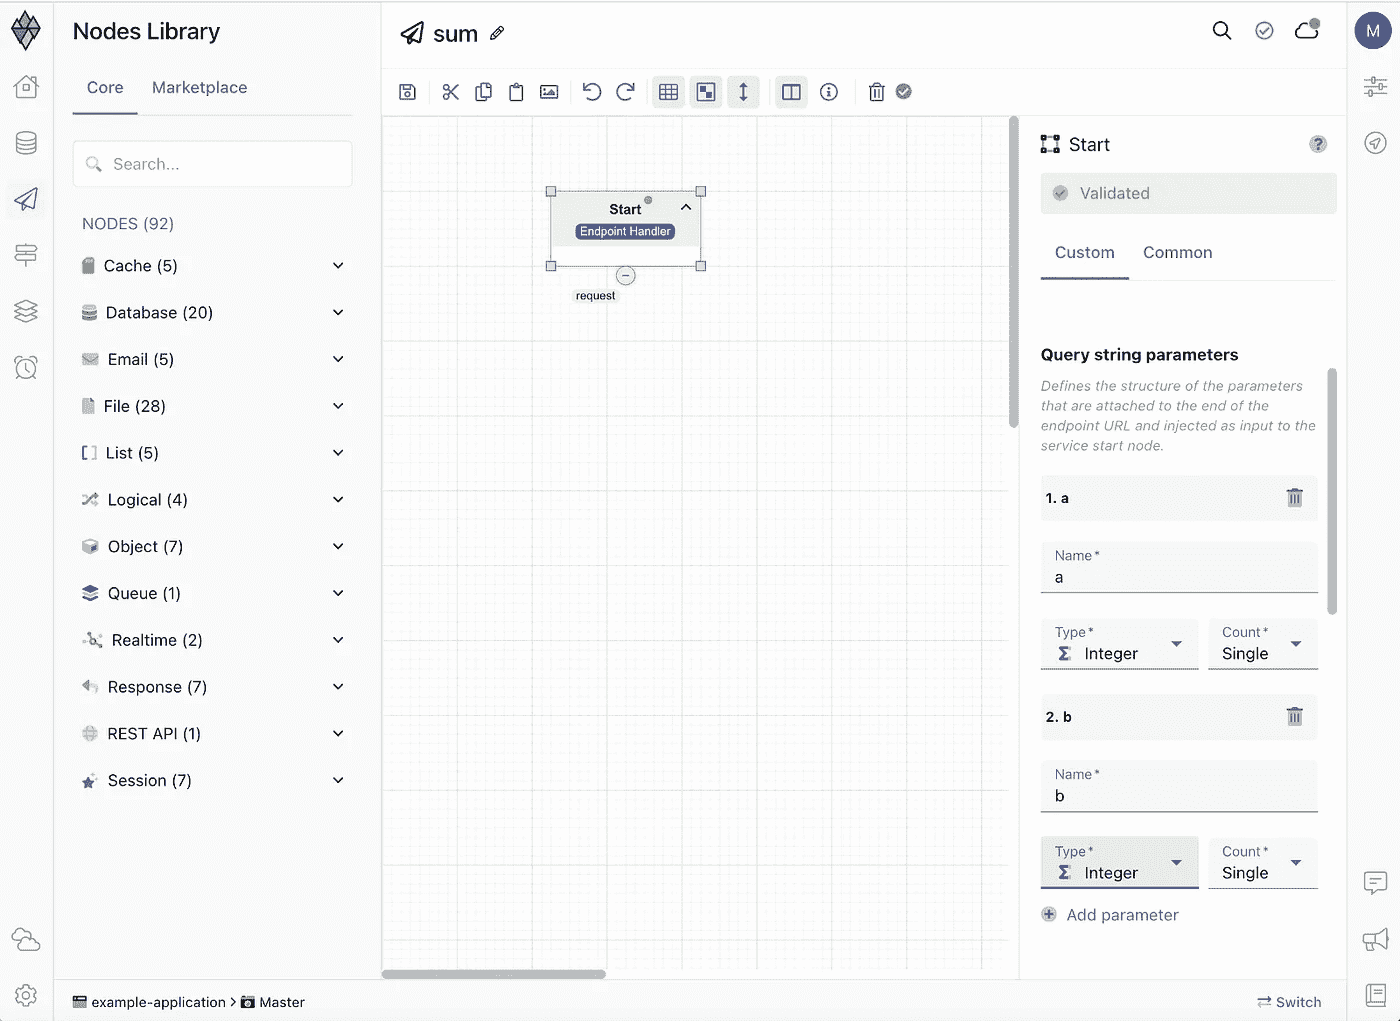 Nodes Library
Core Marketplace
Search...
NODES (92)
Cache (5)
Database (20)
Email (5)
File (28)
List (5)
Logical (4)
Object (7)
Queue (1)
Realtime (2)
Response (7)
REST API (1)
Session (7)
sum
Start
Endpoint Handler
request
M
Start
?
Validated
Custom Common
Query string parameters
Defines the structure of the parameters
that are attached to the end of the
endpoint URL and injected as input to the
service start node.
1. a
Name*
a
Type* Count*
Σ Integer Single
2. b
Name*
b
Type* Count*
Σ Integer Single
Add parameter
example-application > Master
Switch